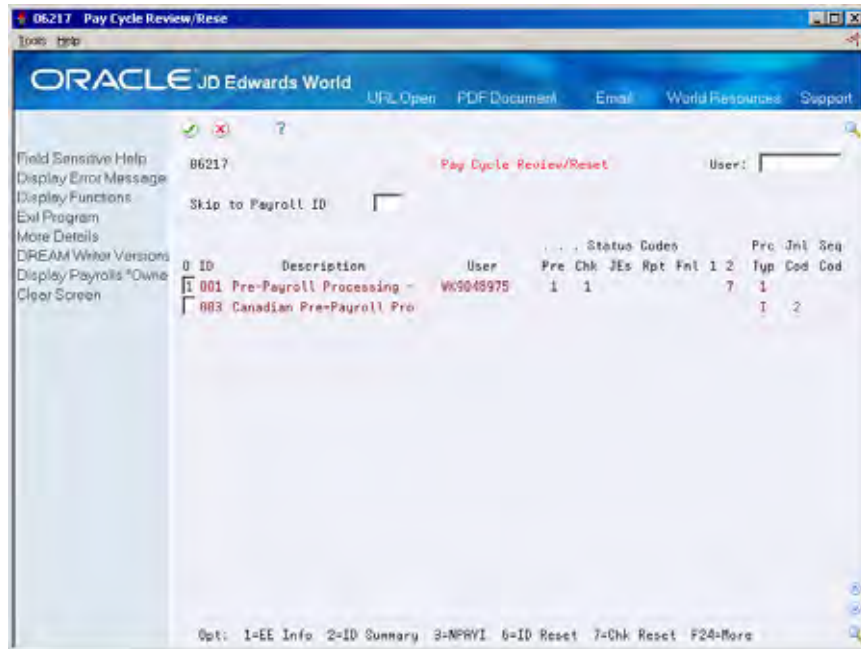 06217 Pay Cycle Review/Rese
Tools Help
ORACLE JD Edwards World
URL Open PDF Document Email World Resources Support
?
Field Sensitive Help
Display Error Message
Display Functions
Exit Program
More Details
DREAM Writer Versions
Display Payrolls "Owne
Clear Screen
06217 Pay Cycle Review/Reset User:
Skip to Payroll ID
. . . . Status Codes Prc Jnl Seq
O ID Description User Pre Chk JEs Rpt Fnl 1 2 Typ Cod Cod
1 001 Pre-Payroll Processing - WK9048975 1 1 7 1
003 Canadian Pre-Payroll Pro I 2
Opt: 1=EE Info 2=ID Summary 3=NPAVI 6=ID Reset 7=Chk Reset F24=More